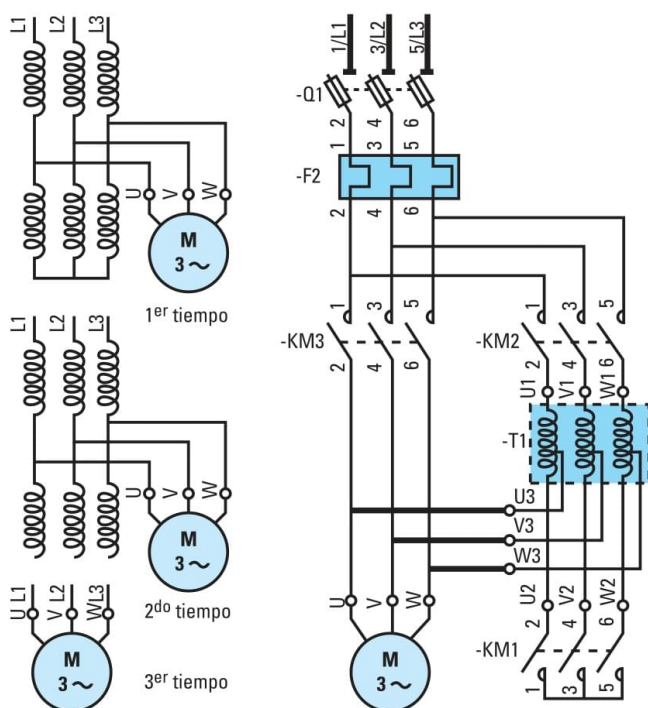 L1 L2 L3
U V W
M
3 ~
1er tiempo
L1 L2 L3
U V W
M
3 ~
2do tiempo
U L1 V L2 W L3
M
3 ~
3er tiempo
1/L1 3/L2 5/L3
-Q1
2 4 6
1 3 5
-F2
2 4 6
1 3 5
-KM3
2 4 6
1 3 5
-KM2
2 4 6
U1 V1 W1
-T1
U3
V3
W3
U2 V2 W2
2 4 6
-KM1
1 3 5
U V W
M
3 ~